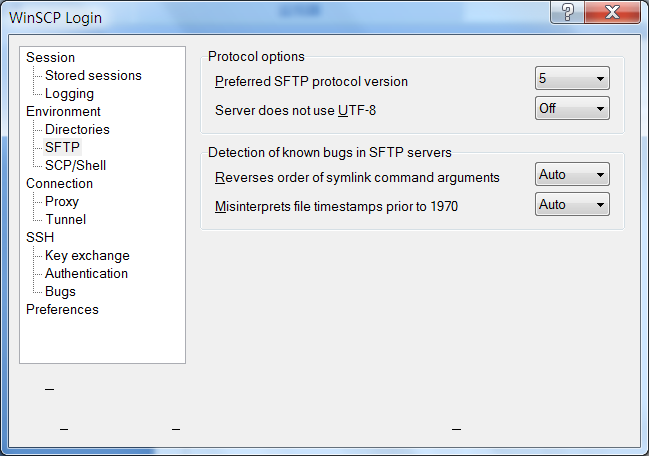 WinSCP Login
Session
Stored sessions
Logging
Environment
Directories
SFTP
SCP/Shell
Connection
Proxy
Tunnel
SSH
Key exchange
Authentication
Bugs
Preferences
Protocol options
Preferred SFTP protocol version 5
Server does not use UTF-8 Off
Detection of known bugs in SFTP servers
Reverses order of symlink command arguments Auto
Misinterprets file timestamps prior to 1970 Auto